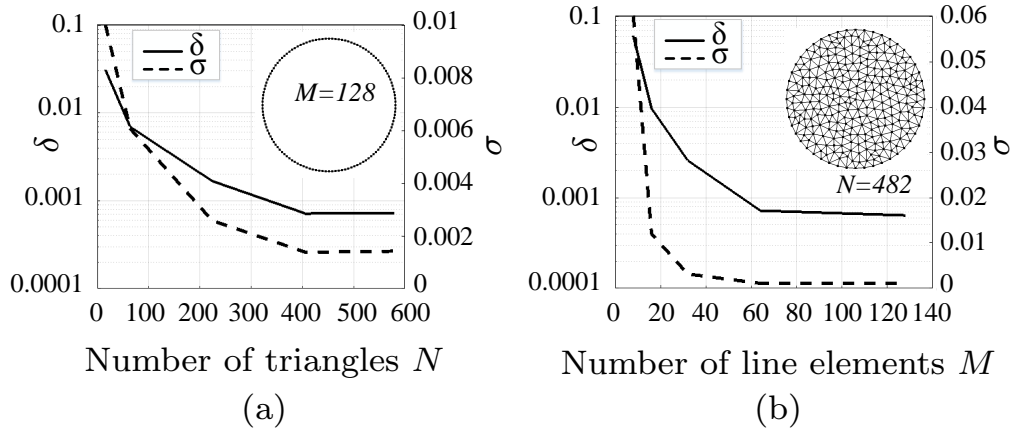 0.1
0.01
0.001
0.0001
δ
δ
σ
M=128
0.01
0.008
0.006
0.004
0.002
0
σ
0 100 200 300 400 500 600
Number of triangles N
(a)
0.1
0.01
0.001
0.0001
δ
δ
σ
N=482
0.06
0.05
0.04
0.03
0.02
0.01
0
σ
0 20 40 60 80 100 120 140
Number of line elements M
(b)